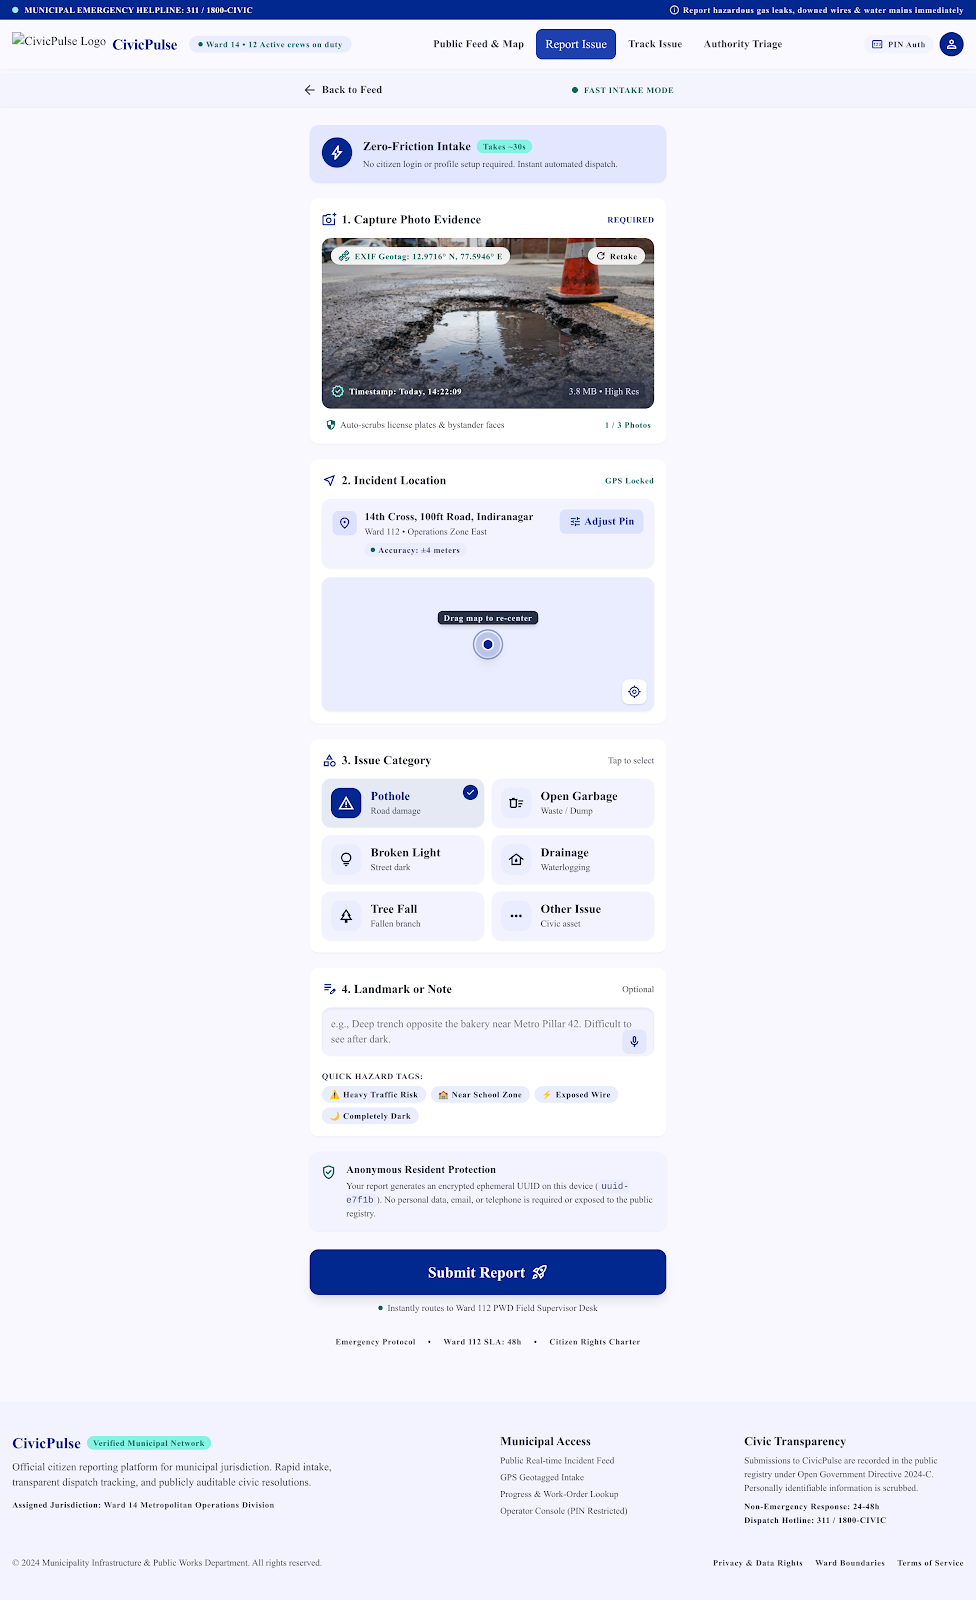 MUNICIPAL EMERGENCY HELPLINE: 311 / 1800-CIVIC
Report hazardous gas leaks, downed wires & water mains immediately
CivicPulse Logo
CivicPulse
Ward 14 • 12 Active crews on duty
Public Feed & Map
Report Issue
Track Issue
Authority Triage
PIN Auth
Back to Feed
FAST INTAKE MODE
Zero-Friction Intake
Takes ~30s
No citizen login or profile setup required. Instant automated dispatch.
1. Capture Photo Evidence
REQUIRED
EXIF Geotag: 12.9716° N, 77.5946° E
Retake
Timestamp: Today, 14:22:09
3.8 MB • High Res
Auto-scrubs license plates & bystander faces
1 / 3 Photos
2. Incident Location
GPS Locked
14th Cross, 100ft Road, Indiranagar
Ward 112 • Operations Zone East
Accuracy: ±4 meters
Adjust Pin
Drag map to re-center
3. Issue Category
Tap to select
Pothole
Road damage
Open Garbage
Waste / Dump
Broken Light
Street dark
Drainage
Waterlogging
Tree Fall
Fallen branch
Other Issue
Civic asset
4. Landmark or Note
Optional
e.g., Deep trench opposite the bakery near Metro Pillar 42. Difficult to
see after dark.
QUICK HAZARD TAGS:
⚠️ Heavy Traffic Risk
🏫 Near School Zone
⚡ Exposed Wire
🌙 Completely Dark
Anonymous Resident Protection
Your report generates an encrypted ephemeral UUID on this device ( uuid-
e7f1b ). No personal data, email, or telephone is required or exposed to the public
registry.
Submit Report
Instantly routes to Ward 112 PWD Field Supervisor Desk
Emergency Protocol • Ward 112 SLA: 48h • Citizen Rights Charter
CivicPulse
Verified Municipal Network
Official citizen reporting platform for municipal jurisdiction. Rapid intake,
transparent dispatch tracking, and publicly auditable civic resolutions.
Assigned Jurisdiction: Ward 14 Metropolitan Operations Division
Municipal Access
Public Real-time Incident Feed
GPS Geotagged Intake
Progress & Work-Order Lookup
Operator Console (PIN Restricted)
Civic Transparency
Submissions to CivicPulse are recorded in the public
registry under Open Government Directive 2024-C.
Personally identifiable information is scrubbed.
Non-Emergency Response: 24-48h
Dispatch Hotline: 311 / 1800-CIVIC
© 2024 Municipality Infrastructure & Public Works Department. All rights reserved.
Privacy & Data Rights
Ward Boundaries
Terms of Service